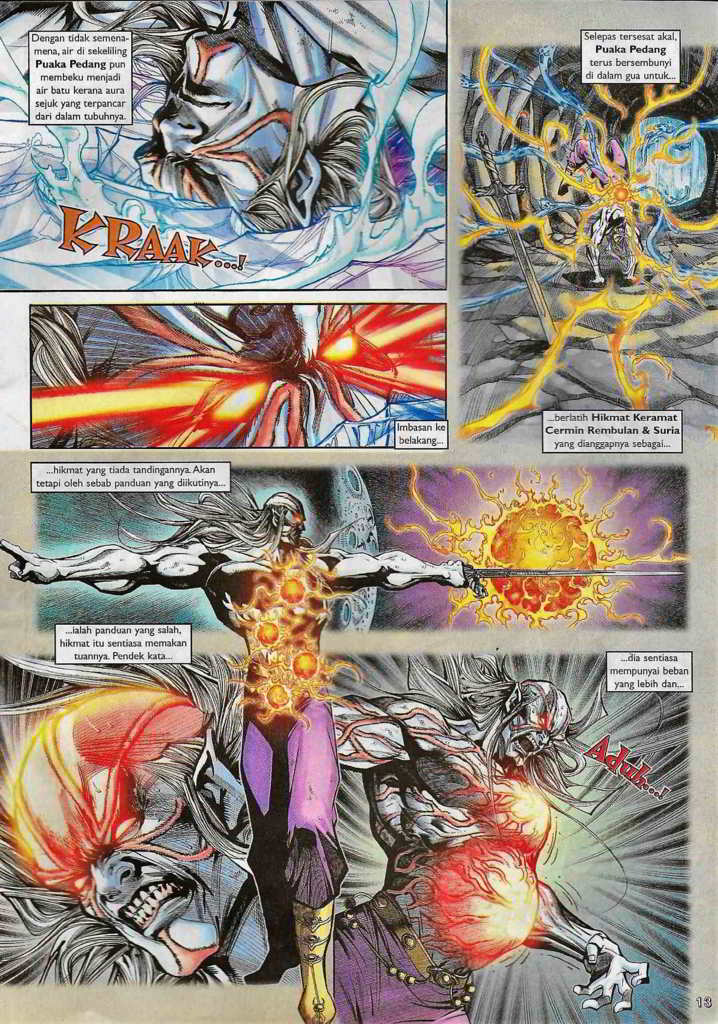 Dengan tidak semena-
mena, air di sekeliling
Puaka Pedang pun
membeku menjadi
air batu kerana aura
sejuk yang terpancar
dari dalam tubuhnya.
KRAAK...!
Selepas tersesat akal,
Puaka Pedang
terus bersembunyi
di dalam gua untuk...
Imbasan ke
belakang...
...berlatih Hikmat Keramat
Cermin Rembulan & Suria
yang dianggapnya sebagai...
...hikmat yang tiada tandingannya. Akan
tetapi oleh sebab panduan yang diikutinya...
...ialah panduan yang salah,
hikmat itu sentiasa memakan
tuannya. Pendek kata...
...dia sentiasa
mempunyai beban
yang lebih dan...
Aduh...!
13